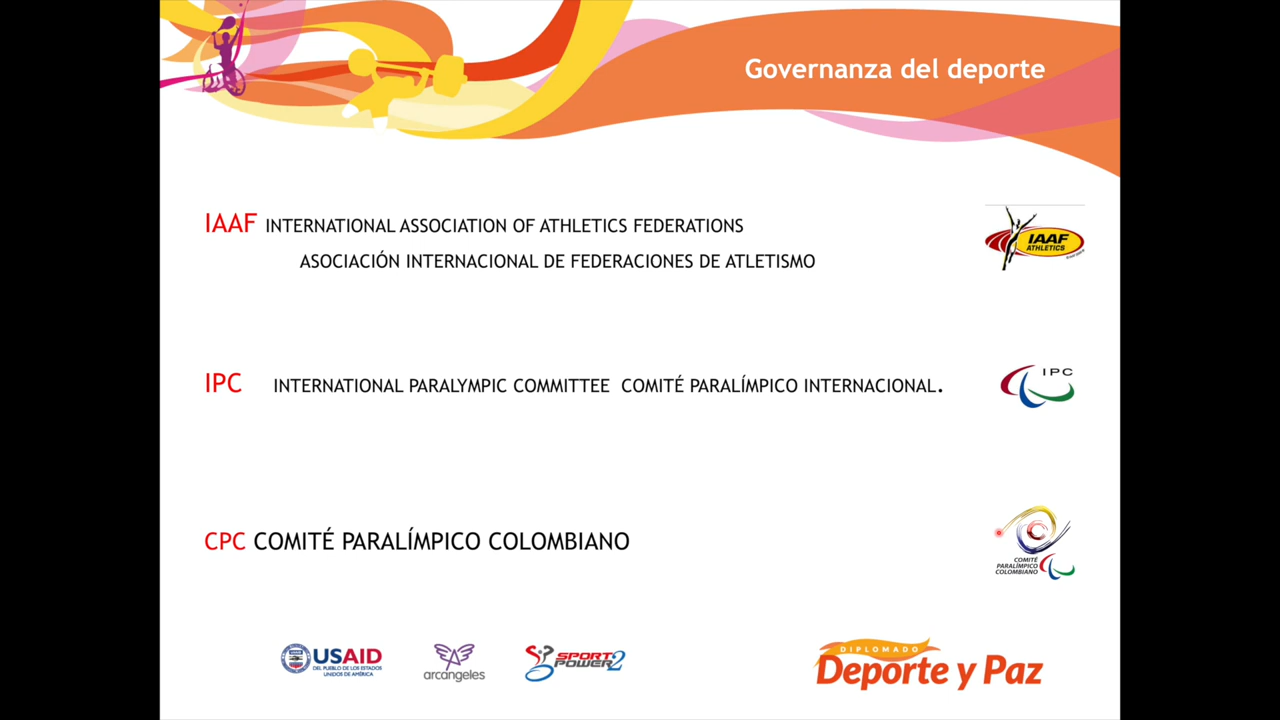 Governanza del deporte
IAAF INTERNATIONAL ASSOCIATION OF ATHLETICS FEDERATIONS
ASOCIACIÓN INTERNACIONAL DE FEDERACIONES DE ATLETISMO
IAAF
ATHLETICS
IPC INTERNATIONAL PARALYMPIC COMMITTEE COMITÉ PARALÍMPICO INTERNACIONAL.
IPC
CPC COMITÉ PARALÍMPICO COLOMBIANO
COMITÉ
PARALÍMPICO
COLOMBIANO
USAID
DEL PUEBLO DE LOS ESTADOS
UNIDOS DE AMÉRICA
arcangeles
SPORT
POWER2
DIPLOMADO
Deporte y Paz